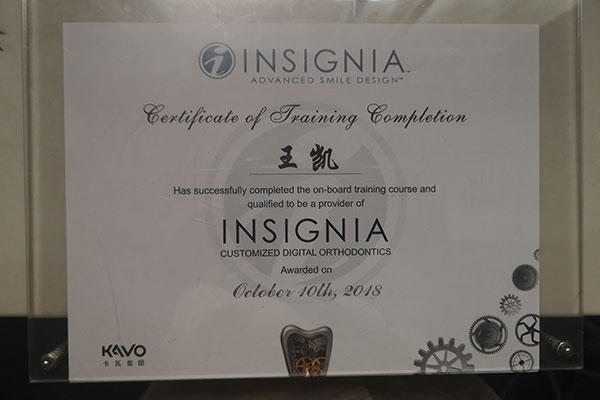 INSIGNIA™
ADVANCED SMILE DESIGN™
Certificate of Training Completion
王凯
Has successfully completed the on-board training course and
qualified to be a provider of
INSIGNIA
CUSTOMIZED DIGITAL ORTHODONTICS
Awarded on
October 10th, 2018
KAVO
卡瓦集团